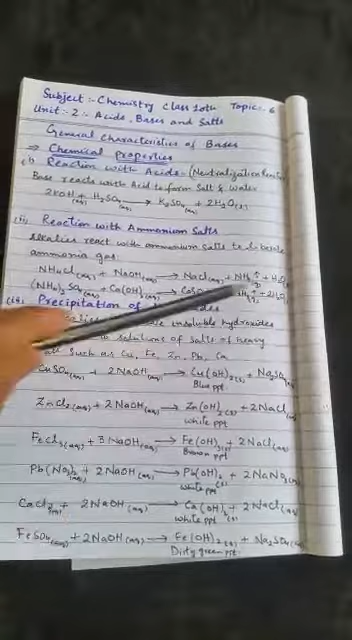 Subject :- Chemistry Class 10th Topic :- 6
Unit :- 2 :- Acids, Bases and Salts
General Characteristics of Bases
⇒ Chemical Properties
(i) Reaction with Acids:- (Neutralization
Base reacts with Acid to form Salt & Water
2KOH(aq) + H2SO4(aq) → K2SO4(aq) + 2H2O(l)
(ii) Reaction with Ammonium Salts
Alkalies react with ammonium salts to liberate
ammonia gas.
NH4Cl(aq) + NaOH(aq) → NaCl(aq) + NH3↑(g) + H2O
(NH4)2SO4(aq) + Ca(OH)2(aq) → + 2H2O
Precipitation of
insoluble hydroxides
solutions of salts of heavy
such as Cu, Fe, Zn, Pb, Ca
CuSO4(aq) + 2NaOH(aq) → Cu(OH)2(s) + Na2SO4(aq)
Blue ppt
ZnCl2(aq) + 2NaOH(aq) → Zn(OH)2(s) + 2NaCl(aq)
white ppt
FeCl3(aq) + 3NaOH(aq) → Fe(OH)3(s) + 3NaCl(aq)
Brown ppt
Pb(NO3)2 + 2NaOH(aq) → Pb(OH)2(s) + 2NaNO3(aq)
white ppt
CaCl2(aq) + 2NaOH(aq) → Ca(OH)2(s) + 2NaCl(aq)
white ppt
FeSO4(aq) + 2NaOH(aq) → Fe(OH)2(s) + Na2SO4(aq)
Dirty green ppt